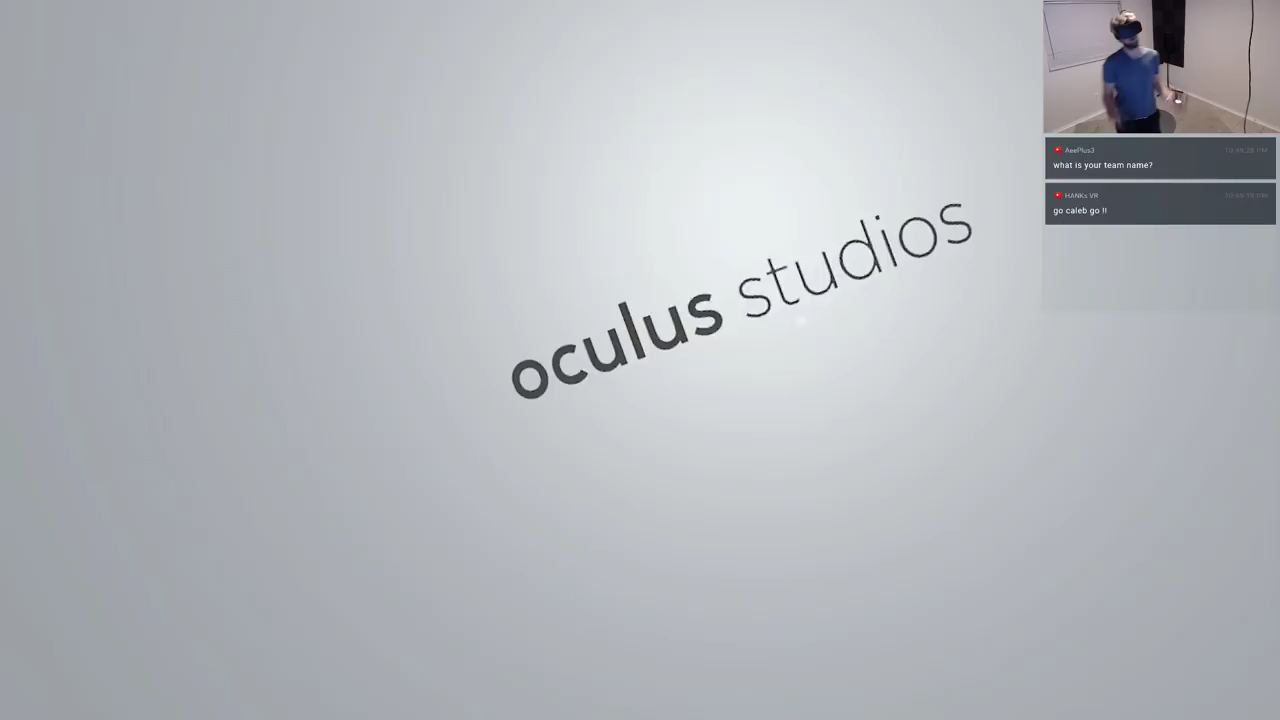 oculus studios
AeePlus3
what is your team name?
HANKs VR
go caleb go !!